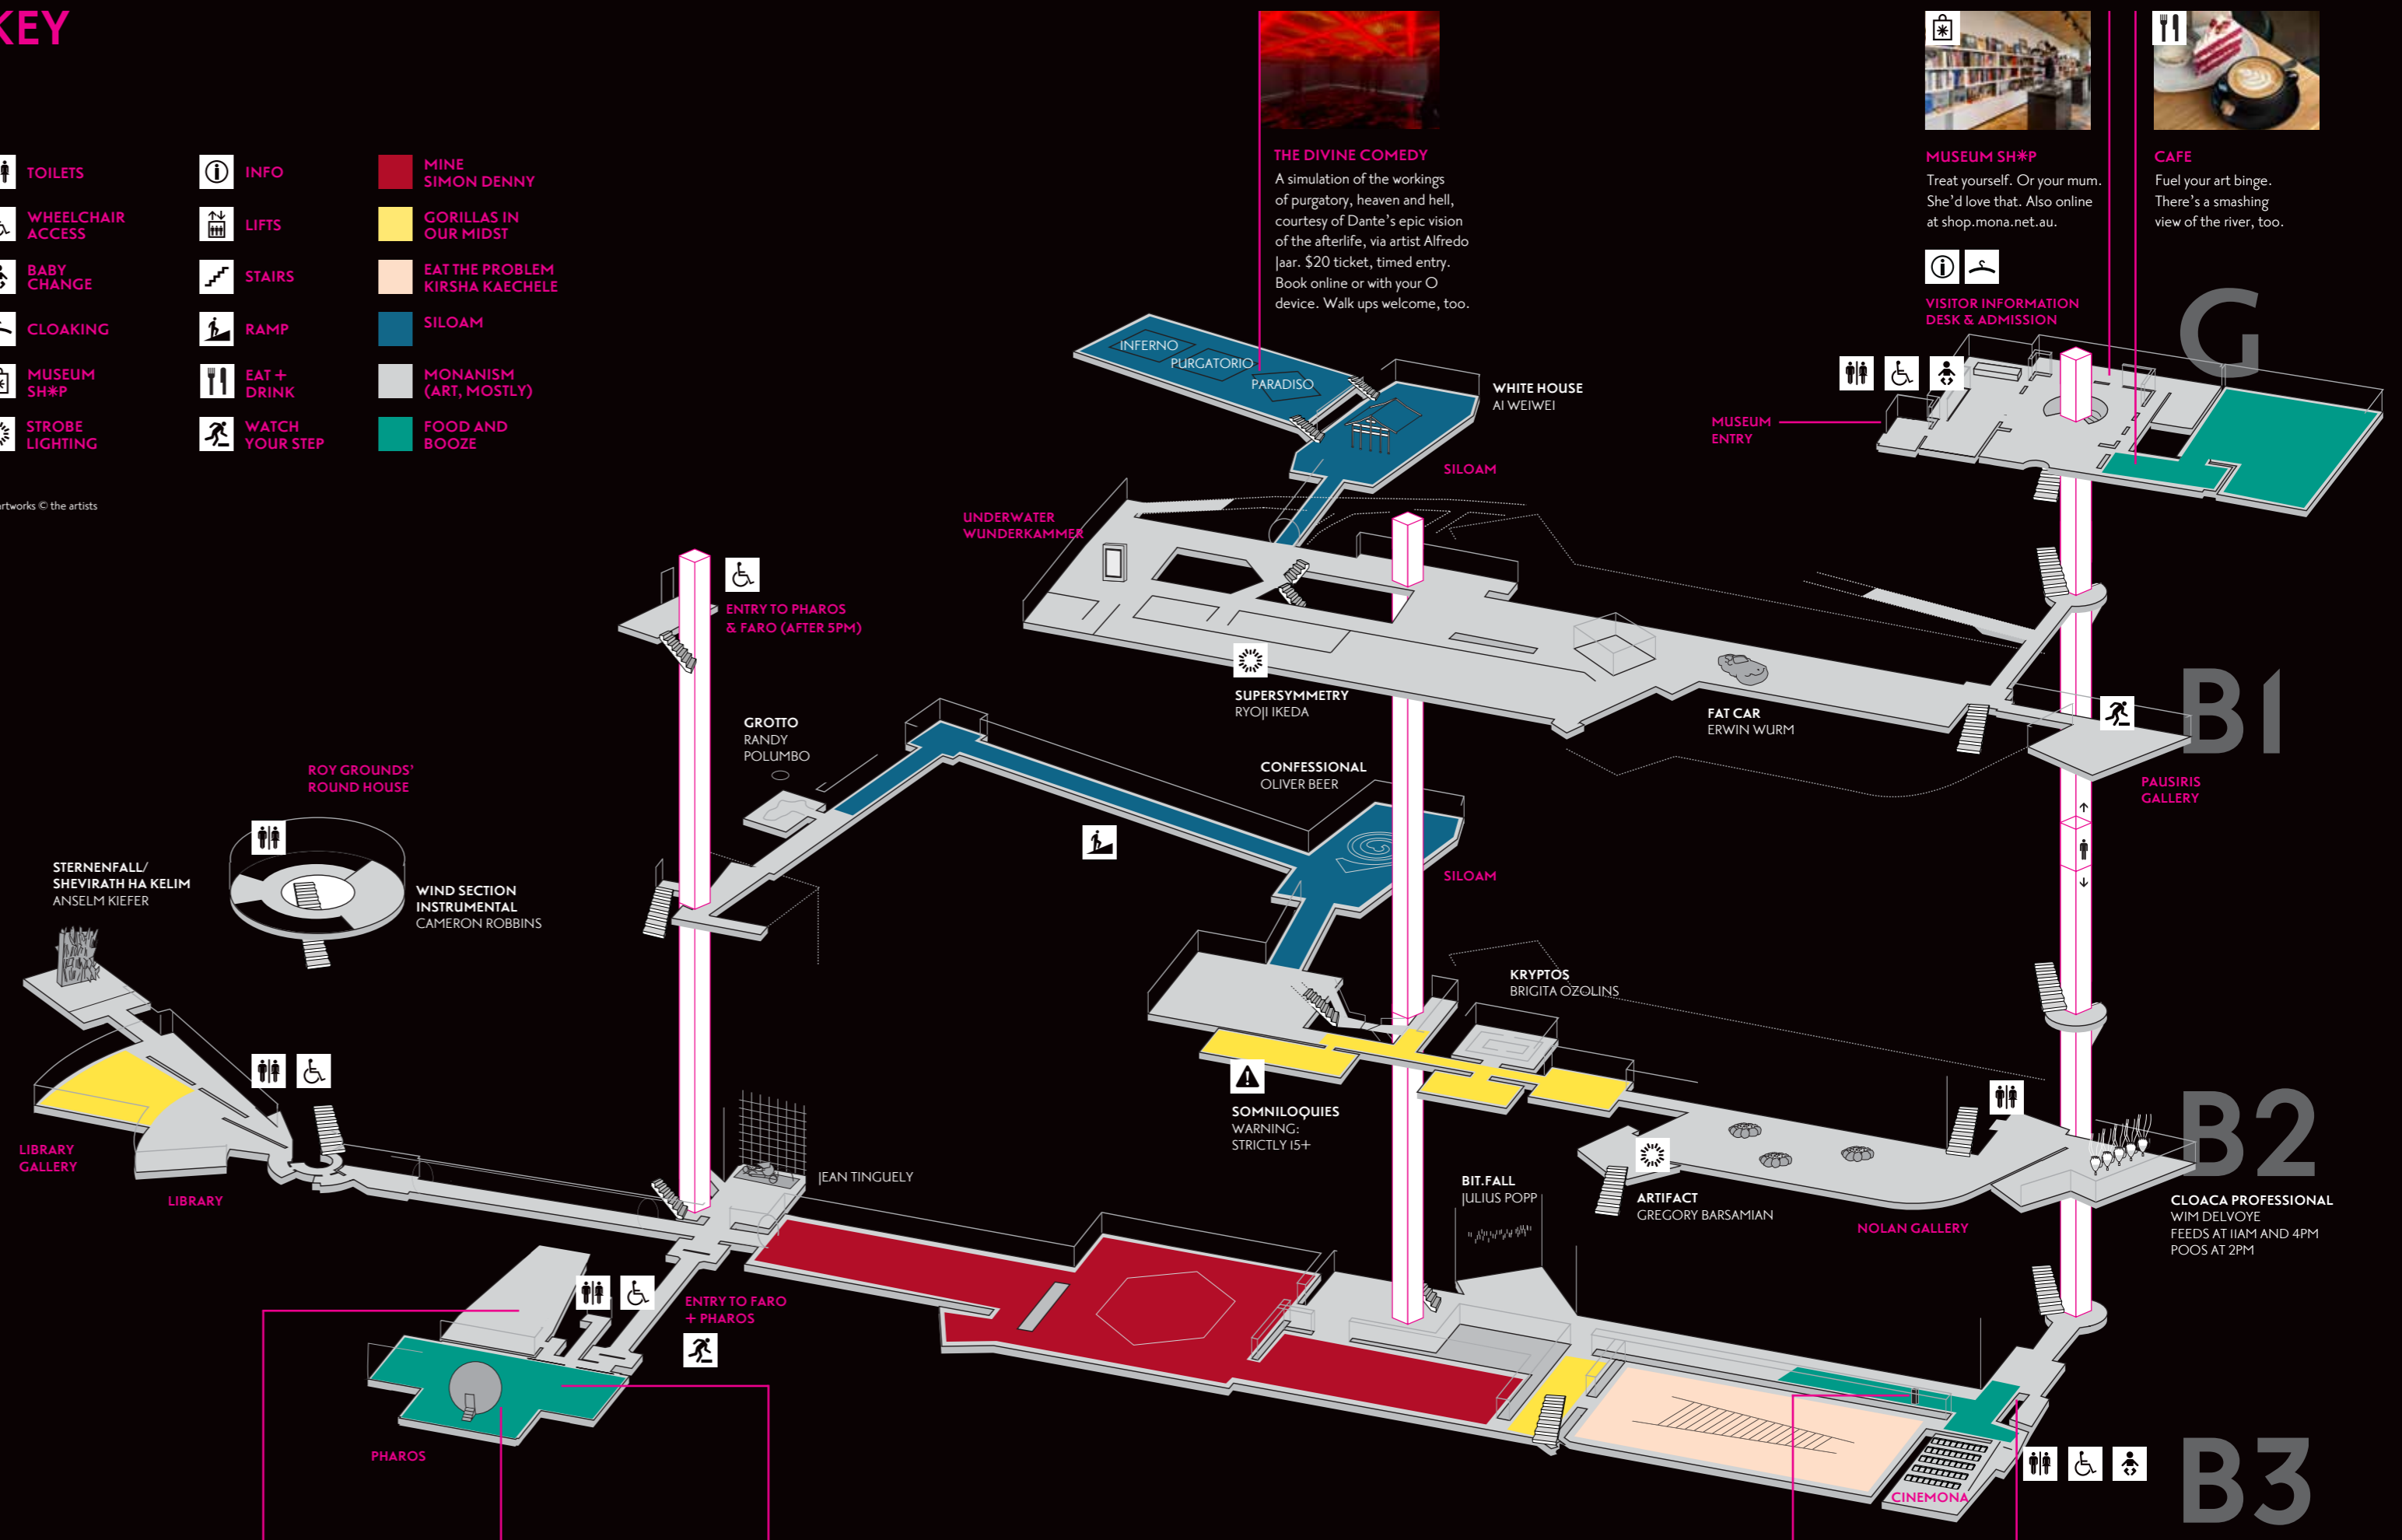 KEY
TOILETS
WHEELCHAIR
ACCESS
BABY
CHANGE
CLOAKING
MUSEUM
SH*P
STROBE
LIGHTING
INFO
LIFTS
STAIRS
RAMP
EAT +
DRINK
WATCH
YOUR STEP
MINE
SIMON DENNY
GORILLAS IN
OUR MIDST
EAT THE PROBLEM
KIRSHA KAECHELE
SILOAM
MONANISM
(ART, MOSTLY)
FOOD AND
BOOZE
artworks © the artists
THE DIVINE COMEDY
A simulation of the workings
of purgatory, heaven and hell,
courtesy of Dante's epic vision
of the afterlife, via artist Alfredo
Jaar. $20 ticket, timed entry.
Book online or with your O
device. Walk ups welcome, too.
MUSEUM SH*P
Treat yourself. Or your mum.
She'd love that. Also online
at shop.mona.net.au.
CAFE
Fuel your art binge.
There's a smashing
view of the river, too.
VISITOR INFORMATION
DESK & ADMISSION
G
MUSEUM
ENTRY
INFERNO
PURGATORIO
PARADISO
WHITE HOUSE
AI WEIWEI
SILOAM
UNDERWATER
WUNDERKAMMER
ENTRY TO PHAROS
& FARO (AFTER 5PM)
SUPERSYMMETRY
RYOJI IKEDA
FAT CAR
ERWIN WURM
B1
PAUSIRIS
GALLERY
GROTTO
RANDY
POLUMBO
CONFESSIONAL
OLIVER BEER
SILOAM
ROY GROUNDS'
ROUND HOUSE
STERNENFALL/
SHEVIRATH HA KELIM
ANSELM KIEFER
WIND SECTION
INSTRUMENTAL
CAMERON ROBBINS
KRYPTOS
BRIGITA OZOLINS
SOMNILOQUIES
WARNING:
STRICTLY 15+
LIBRARY
GALLERY
LIBRARY
JEAN TINGUELY
BIT.FALL
JULIUS POPP
ARTIFACT
GREGORY BARSAMIAN
NOLAN GALLERY
B2
CLOACA PROFESSIONAL
WIM DELVOYE
FEEDS AT 11AM AND 4PM
POOS AT 2PM
ENTRY TO FARO
+ PHAROS
PHAROS
CINEMONA
B3